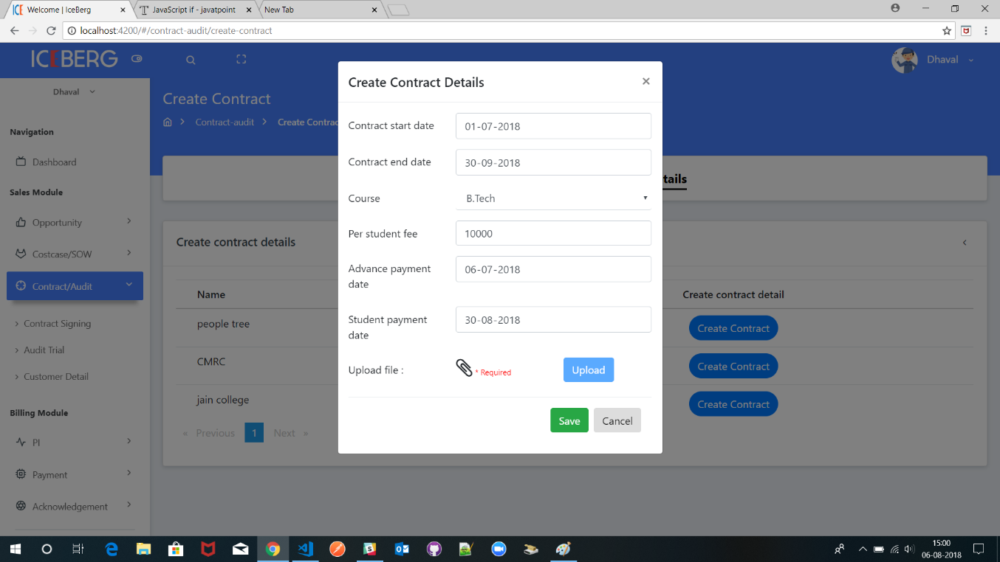 Welcome | IceBerg
JavaScript if - javatpoint
New Tab
localhost:4200/#/contract-audit/create-contract
ICEBERG
Dhaval
Dhaval
Navigation
Dashboard
Sales Module
Opportunity
Costcase/SOW
Contract/Audit
Contract Signing
Audit Trial
Customer Detail
Billing Module
PI
Payment
Acknowledgement
Create Contract
Contract-audit > Create Contrac
tails
Create contract details
Name
Create contract detail
people tree
Create Contract
CMRC
Create Contract
jain college
Create Contract
« Previous 1 Next »
Create Contract Details ×
Contract start date 01-07-2018
Contract end date 30-09-2018
Course B.Tech
Per student fee 10000
Advance payment date 06-07-2018
Student payment date 30-08-2018
Upload file : * Required Upload
Save Cancel
15:00
06-08-2018